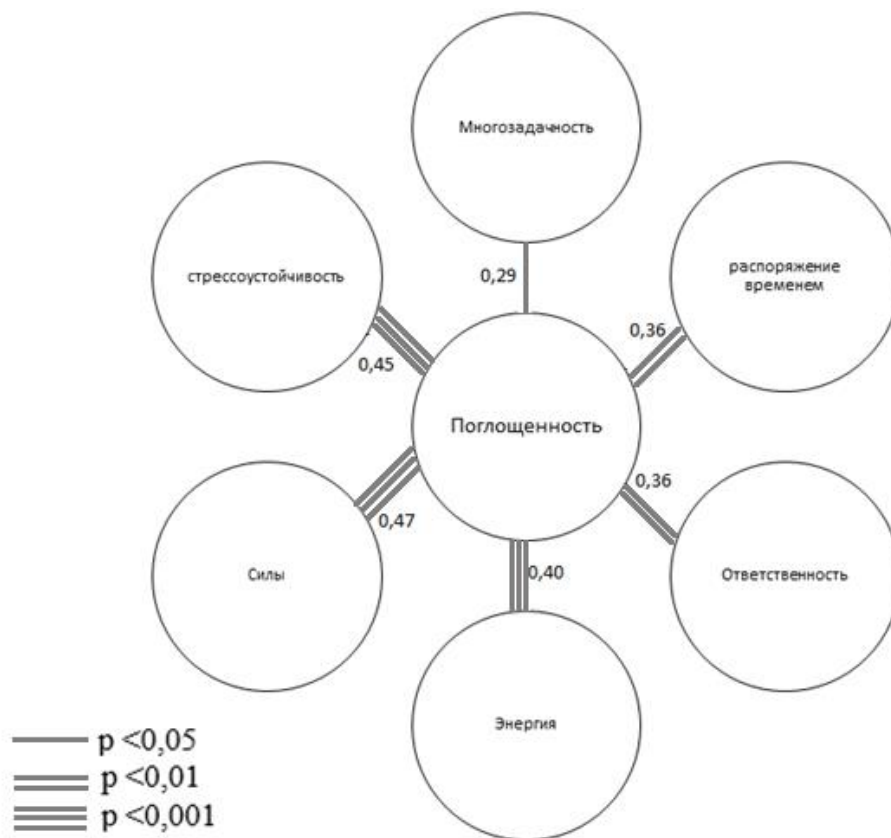 Многозадачность
стрессоустойчивость
распоряжение
временем
0,29
0,36
0,45
Поглощенность
0,36
0,47
0,40
Силы
Ответственность
Энергия
p <0,05
p <0,01
p <0,001